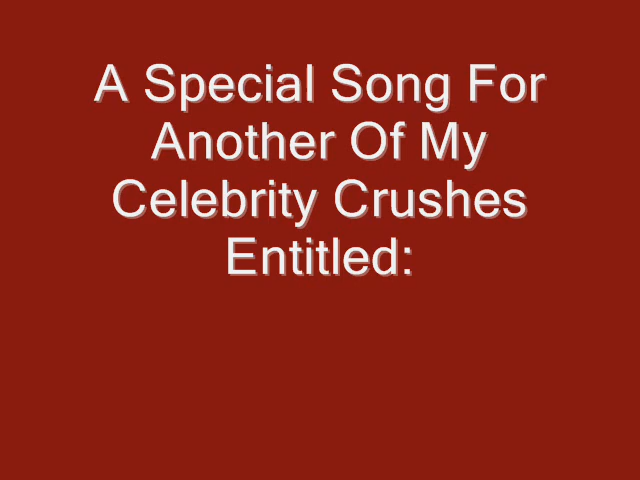 A Special Song For
Another Of My
Celebrity Crushes
Entitled: